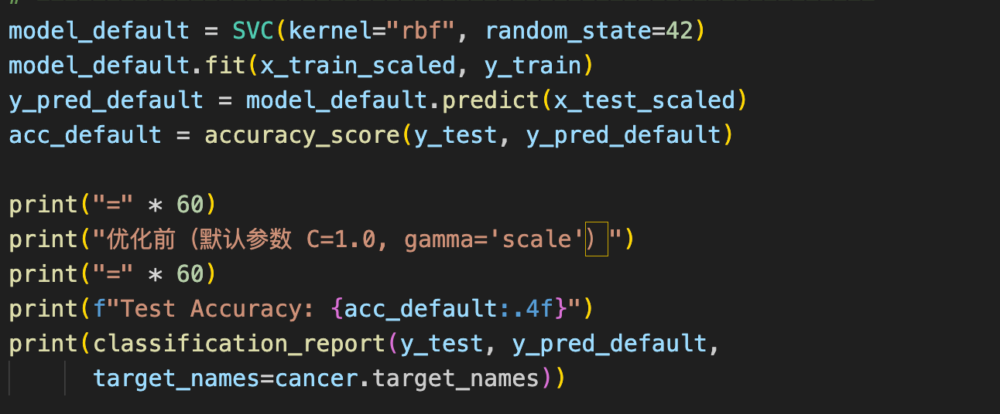 model_default = SVC(kernel="rbf", random_state=42)
model_default.fit(x_train_scaled, y_train)
y_pred_default = model_default.predict(x_test_scaled)
acc_default = accuracy_score(y_test, y_pred_default)
print("=" * 60)
print("优化前（默认参数 C=1.0, gamma='scale'）")
print("=" * 60)
print(f"Test Accuracy: {acc_default:.4f}")
print(classification_report(y_test, y_pred_default,
target_names=cancer.target_names))